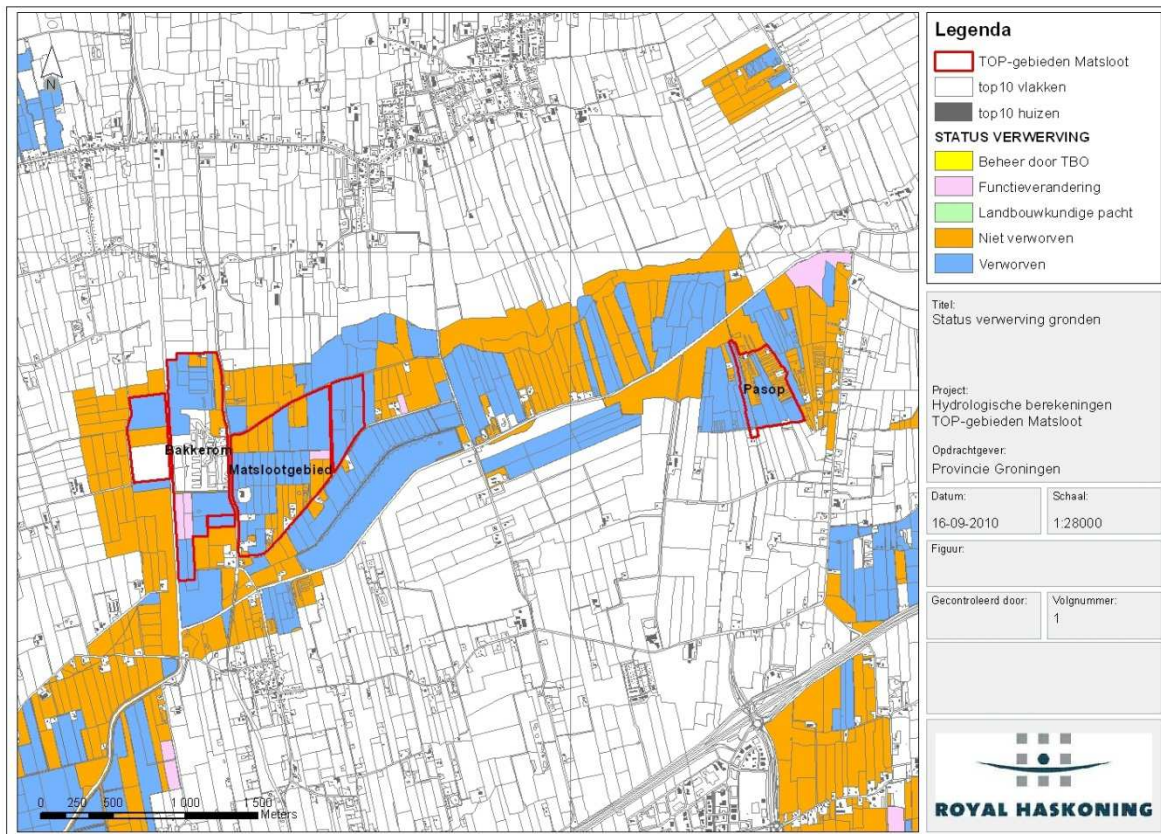 N
Bakkerom
Matslootgebied
Pasop
0 250 500 1 000 1 500
Meters
Legenda
TOP-gebieden Matsloot
top10 vlakken
top10 huizen
STATUS VERWERVING
Beheer door TBO
Functieverandering
Landbouwkundige pacht
Niet verworven
Verworven
Titel:
Status verwerving gronden
Project:
Hydrologische berekeningen
TOP-gebieden Matsloot
Opdrachtgever:
Provincie Groningen
Datum: Schaal:
16-09-2010 1:28000
Figuur:
Gecontroleerd door: Volgnummer:
1
ROYAL HASKONING